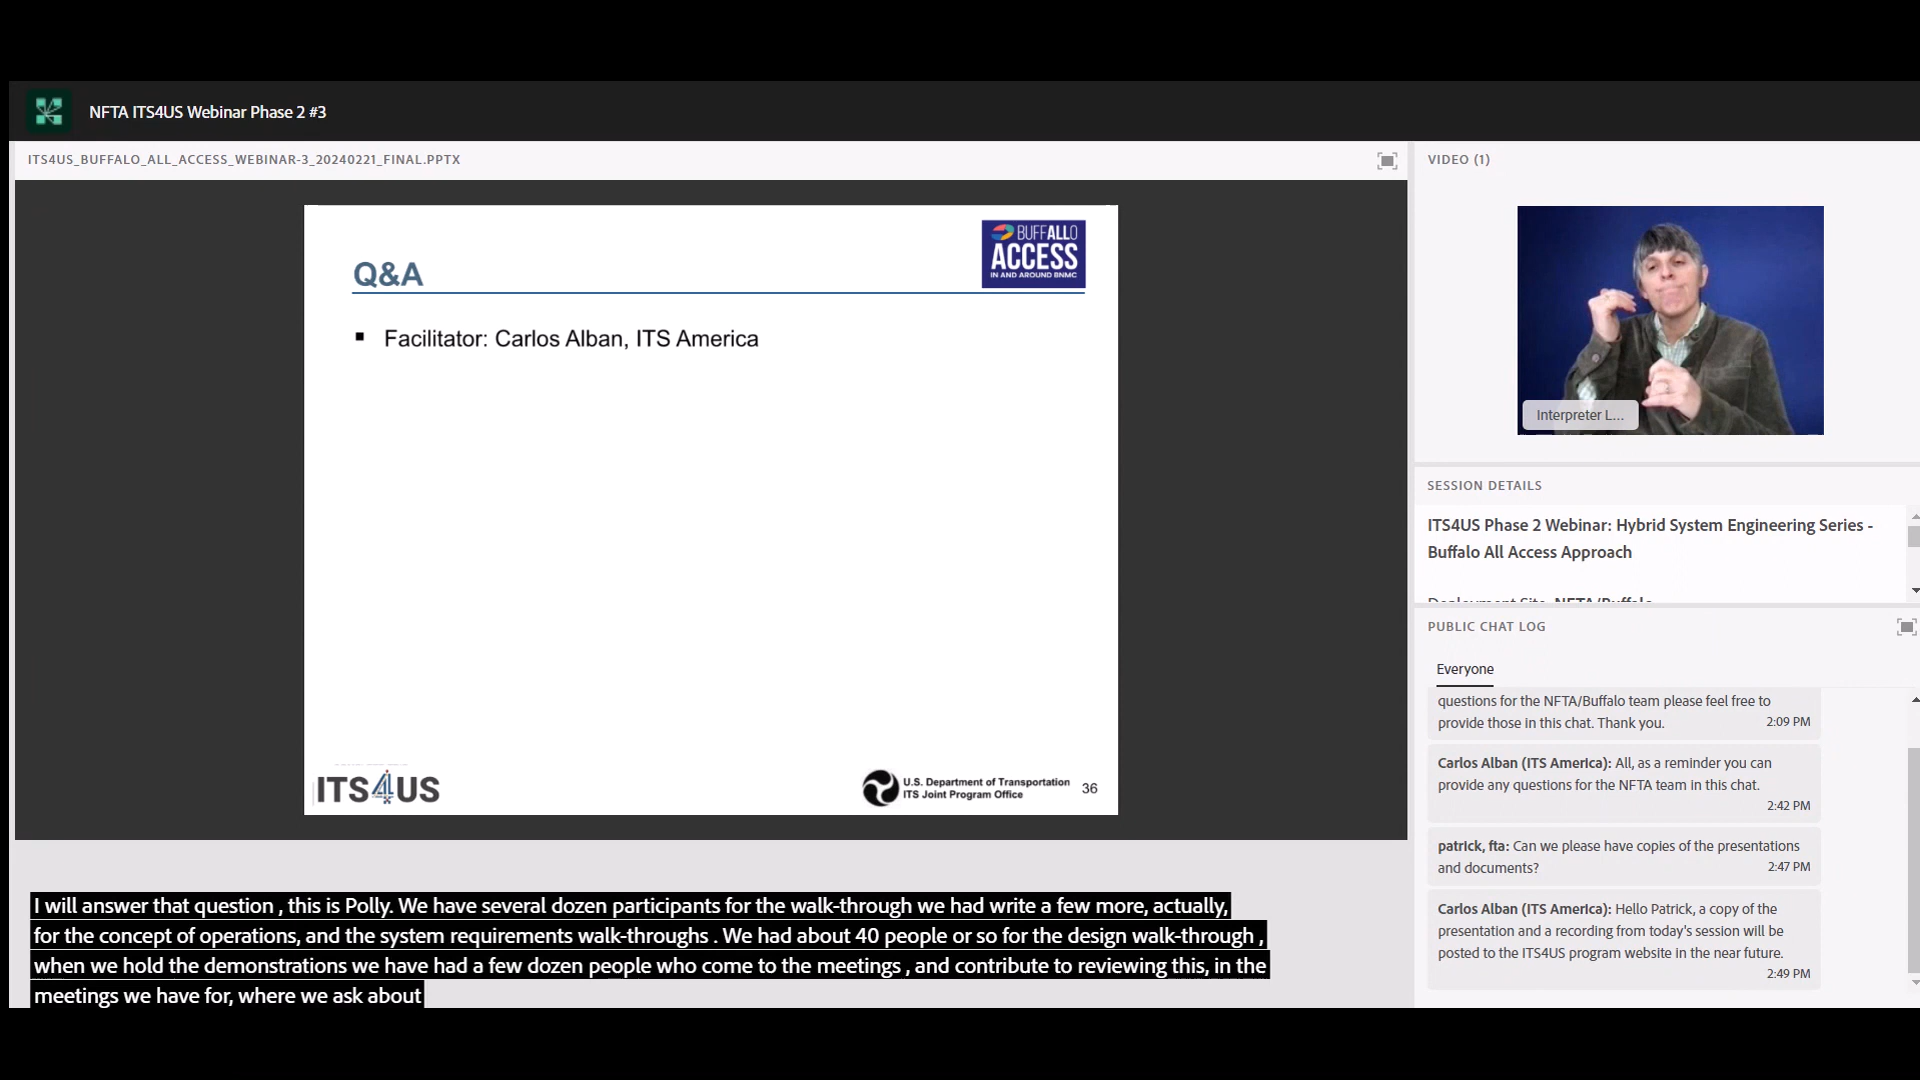 NFTA ITS4US Webinar Phase 2 #3
ITS4US_BUFFALO_ALL_ACCESS_WEBINAR-3_20240221_FINAL.PPTX
Q&A
BUFFALLO
ACCESS
IN AND AROUND BNMC
■ Facilitator: Carlos Alban, ITS America
ITS4US
U.S. Department of Transportation
ITS Joint Program Office
36
I will answer that question , this is Polly. We have several dozen participants for the walk-through we had write a few more, actually,
for the concept of operations, and the system requirements walk-throughs . We had about 40 people or so for the design walk-through ,
when we hold the demonstrations we have had a few dozen people who come to the meetings , and contribute to reviewing this, in the
meetings we have for, where we ask about
VIDEO (1)
Interpreter L...
SESSION DETAILS
ITS4US Phase 2 Webinar: Hybrid System Engineering Series -
Buffalo All Access Approach
Deployment Site: NFTA/Buffalo
PUBLIC CHAT LOG
Everyone
questions for the NFTA/Buffalo team please feel free to
provide those in this chat. Thank you.
2:09 PM
Carlos Alban (ITS America): All, as a reminder you can
provide any questions for the NFTA team in this chat.
2:42 PM
patrick, fta: Can we please have copies of the presentations
and documents?
2:47 PM
Carlos Alban (ITS America): Hello Patrick, a copy of the
presentation and a recording from today's session will be
posted to the ITS4US program website in the near future.
2:49 PM